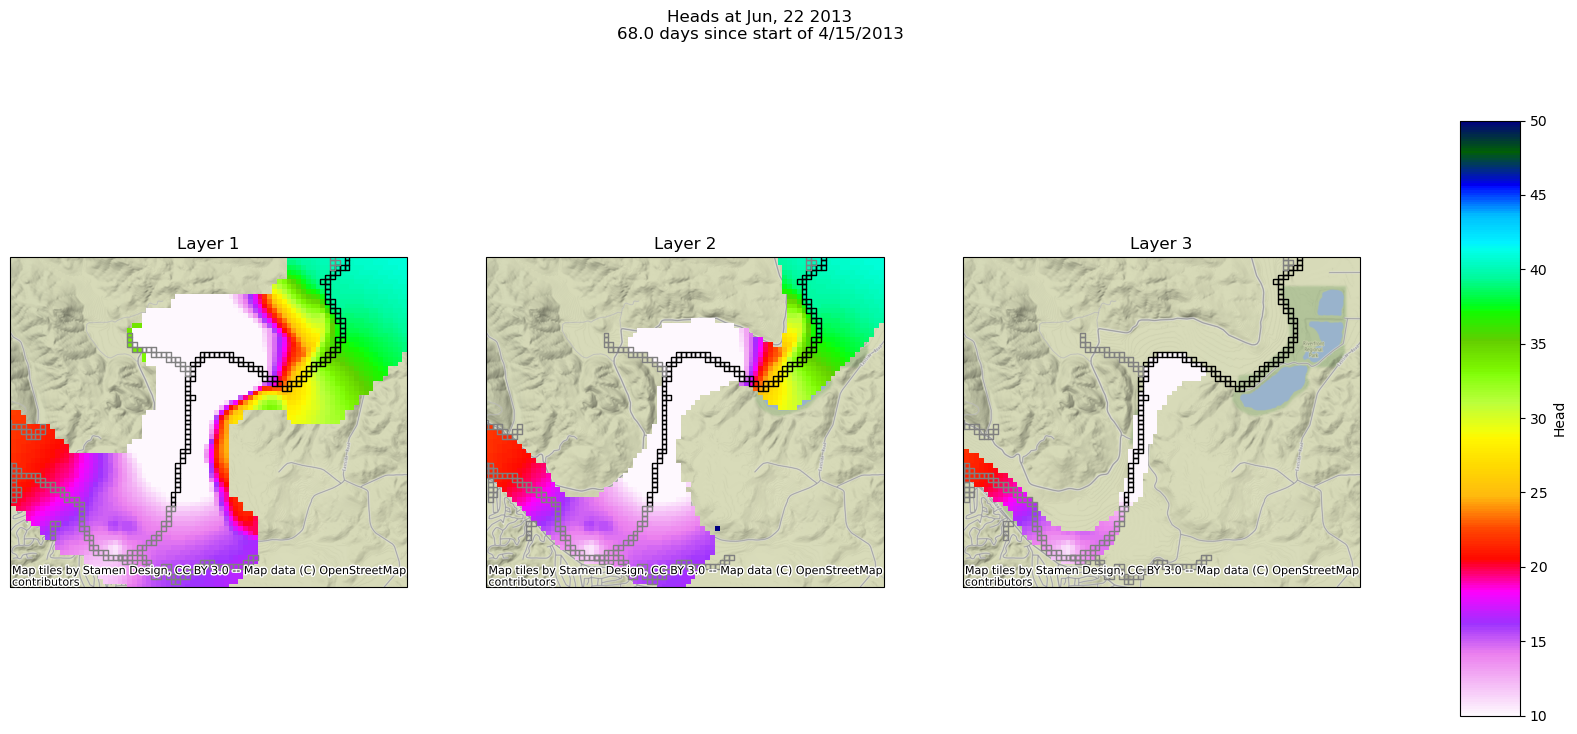 Heads at Jun, 22 2013
68.0 days since start of 4/15/2013
Layer 1
Layer 2
Layer 3
Map tiles by Stamen Design, CC BY 3.0 -- Map data (C) OpenStreetMap
contributors
Map tiles by Stamen Design, CC BY 3.0 -- Map data (C) OpenStreetMap
contributors
Map tiles by Stamen Design, CC BY 3.0 -- Map data (C) OpenStreetMap
contributors
50
45
40
35
30
25
20
15
10
Head